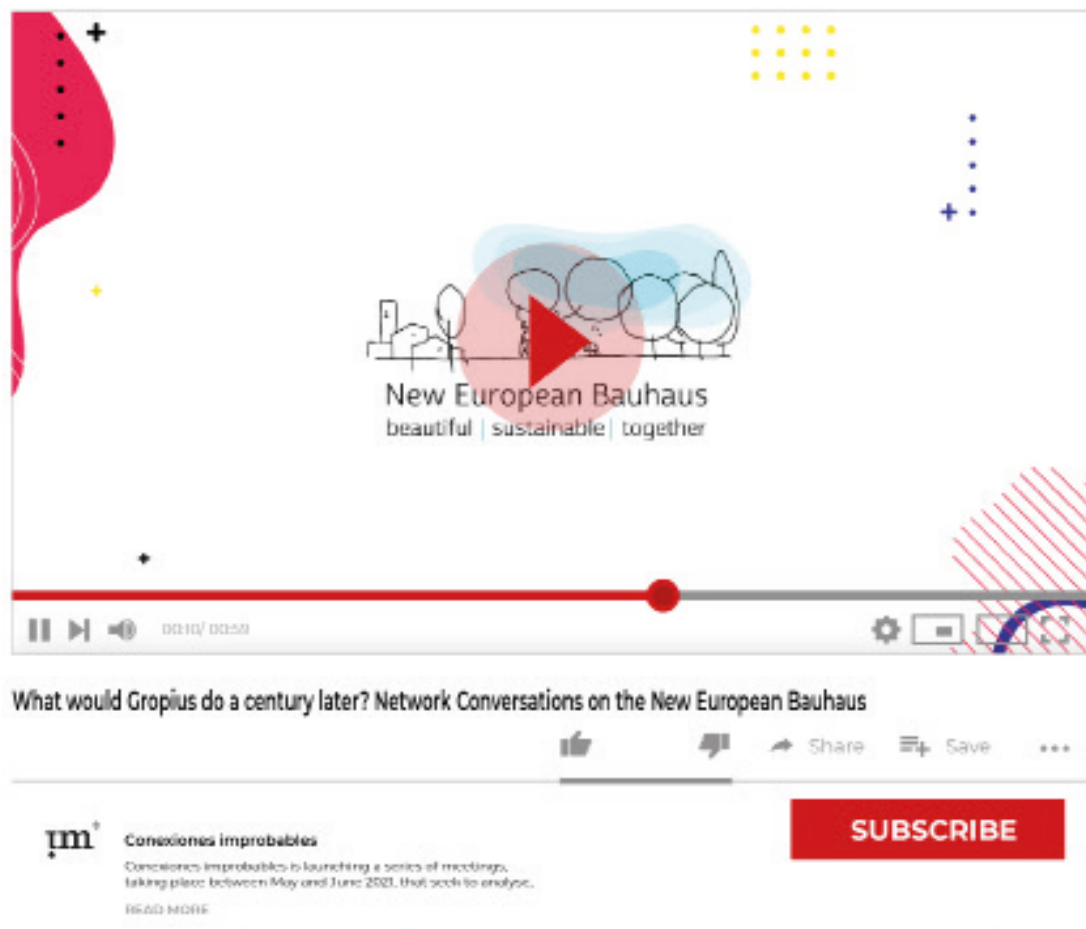 New European Bauhaus
beautiful | sustainable | together
00:10/ 00:59
What would Gropius do a century later? Network Conversations on the New European Bauhaus
Share
Save
im+
Conexiones improbables
SUBSCRIBE
Conexiones improbables is launching a series of meetings,
taking place between May and June 2021, that seek to analyse,
READ MORE